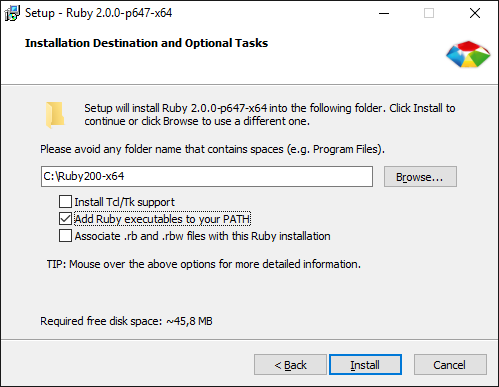 Setup - Ruby 2.0.0-p647-x64
Installation Destination and Optional Tasks
Setup will install Ruby 2.0.0-p647-x64 into the following folder. Click Install to
continue or click Browse to use a different one.
Please avoid any folder name that contains spaces (e.g. Program Files).
C:\Ruby200-x64
Browse...
Install Tcl/Tk support
Add Ruby executables to your PATH
Associate .rb and .rbw files with this Ruby installation
TIP: Mouse over the above options for more detailed information.
Required free disk space: ~45,8 MB
< Back
Install
Cancel